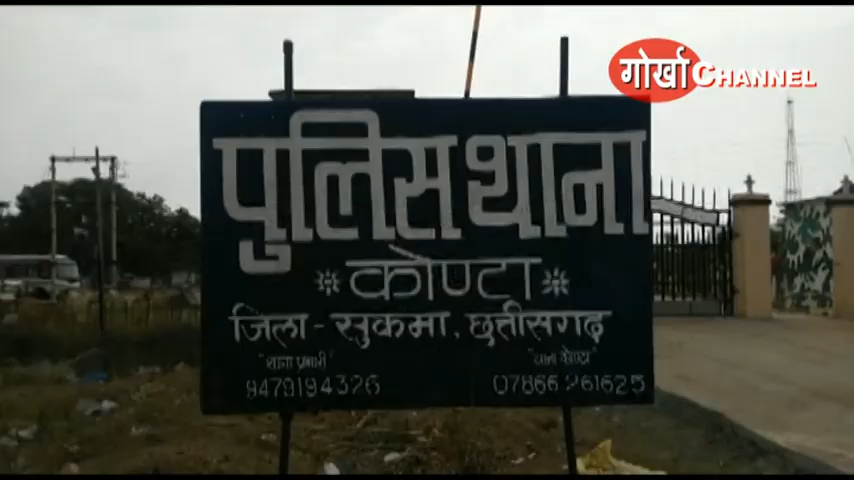 गोर्खा CHANNEL
पुलिस थाना
कोण्टा
जिला - सुकमा, छत्तीसगढ़
"थाना प्रभारी" "थाना कोण्टा"
9479194326 07866 261625